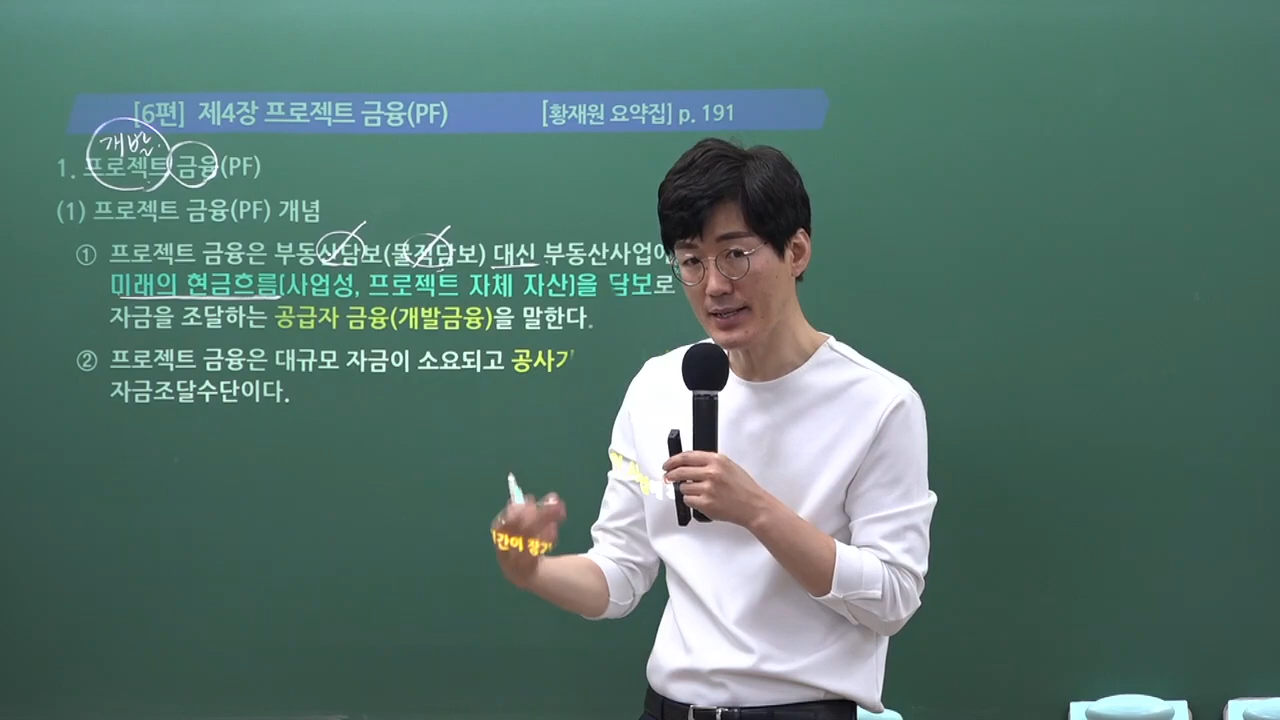 [6편] 제4장 프로젝트 금융(PF) [황재원 요약집] p. 191
개발
1. 프로젝트 금융(PF)
(1) 프로젝트 금융(PF) 개념
① 프로젝트 금융은 부동산담보(물적담보) 대신 부동산사업에
미래의 현금흐름[사업성, 프로젝트 자체 자산]을 담보로
자금을 조달하는 공급자 금융(개발금융)을 말한다.
② 프로젝트 금융은 대규모 자금이 소요되고 공사기
자금조달수단이다.
간이 장기